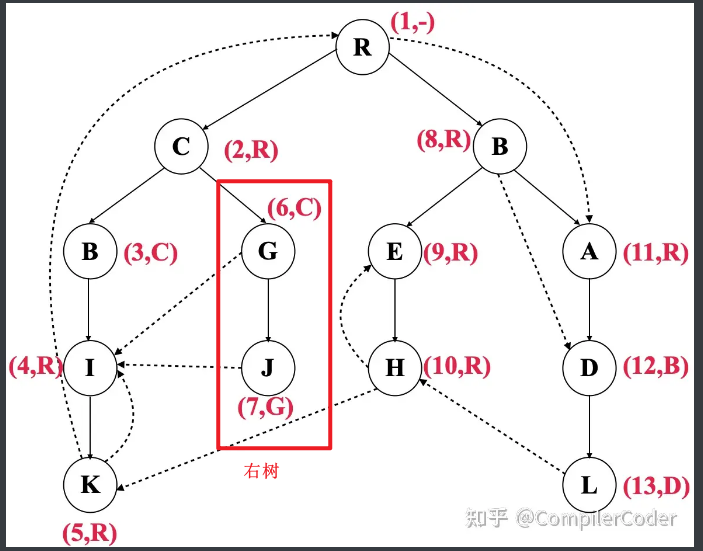 (1,-)
R
C
(2,R)
(8,R)
B
(6,C)
B
(3,C)
G
E
(9,R)
A
(11,R)
(4,R)
I
J
H
(10,R)
D
(12,B)
(7,G)
右树
K
L
(13,D)
(5,R)
知乎 @CompilerCoder